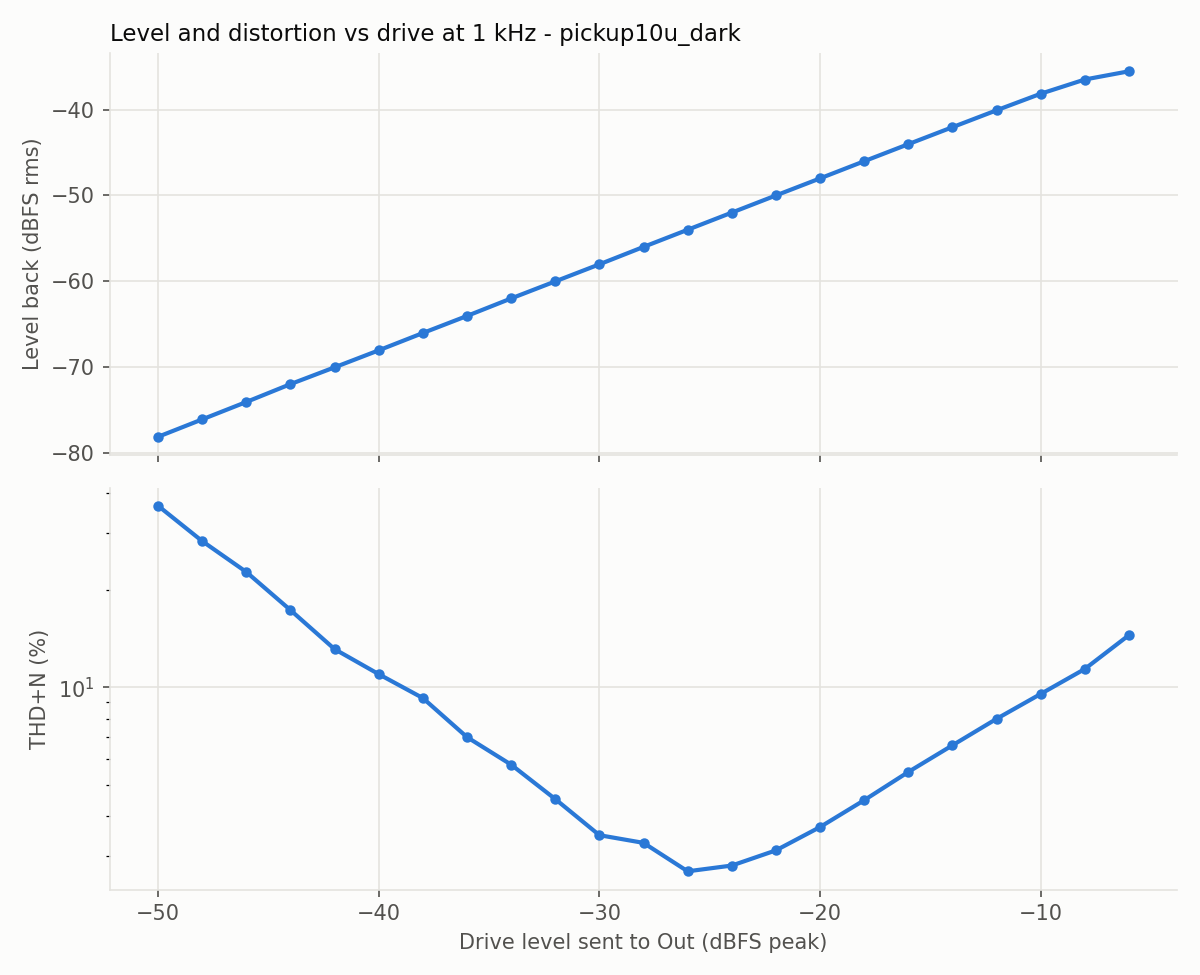 Level and distortion vs drive at 1 kHz - pickup10u_dark
Level back (dBFS rms)
−40
−50
−60
−70
−80
THD+N (%)
10¹
−50
−40
−30
−20
−10
Drive level sent to Out (dBFS peak)